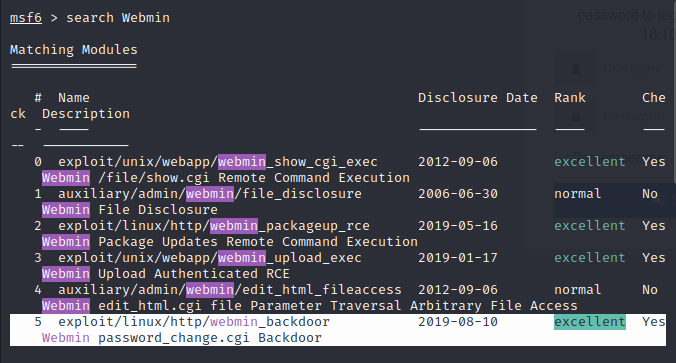 password to log
10.10
msf6 > search Webmin
Matching Modules
================
# Name Disclosure Date Rank Che
ck Description
- ---- --------------- ---- ---
-- -----------
0 exploit/unix/webapp/webmin_show_cgi_exec 2012-09-06 excellent Yes
Webmin /file/show.cgi Remote Command Execution
1 auxiliary/admin/webmin/file_disclosure 2006-06-30 normal No
Webmin File Disclosure
2 exploit/linux/http/webmin_packageup_rce 2019-05-16 excellent Yes
Webmin Package Updates Remote Command Execution
3 exploit/unix/webapp/webmin_upload_exec 2019-01-17 excellent Yes
Webmin Upload Authenticated RCE
4 auxiliary/admin/webmin/edit_html_fileaccess 2012-09-06 normal No
Webmin edit_html.cgi file Parameter Traversal Arbitrary File Access
5 exploit/linux/http/webmin_backdoor 2019-08-10 excellent Yes
Webmin password_change.cgi Backdoor